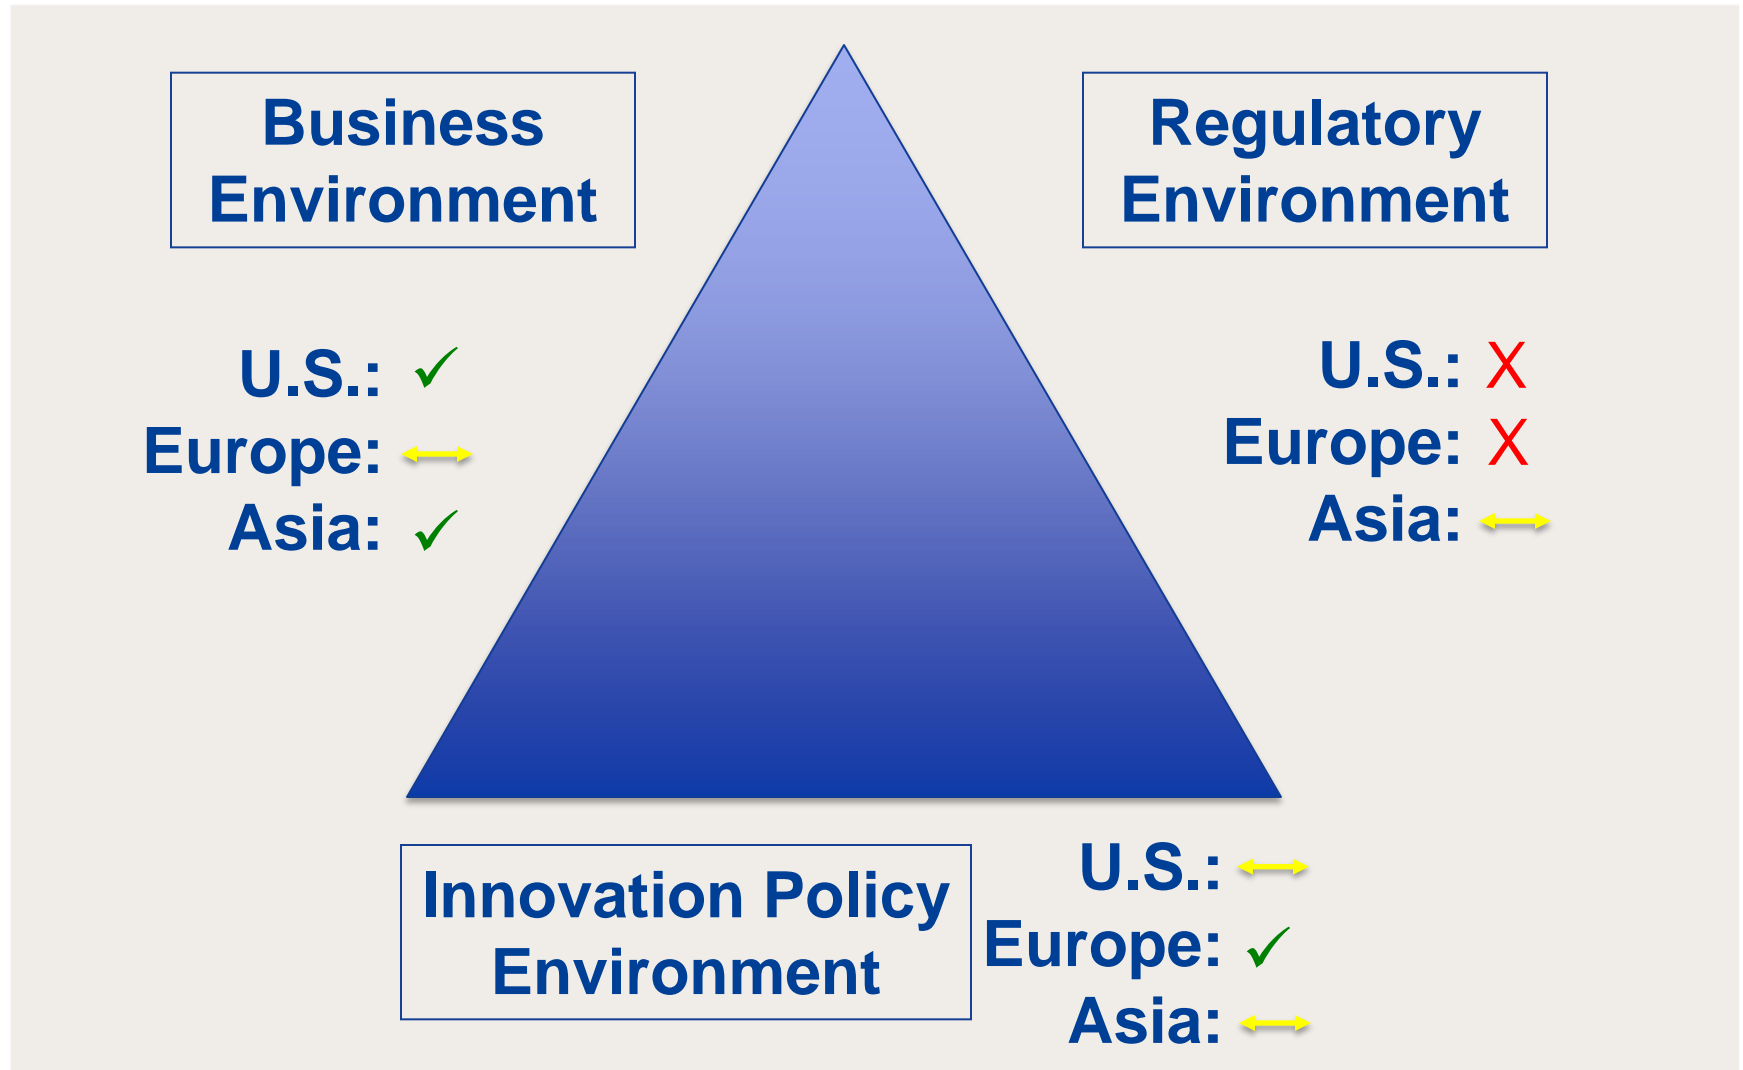 Business
Environment
U.S.: ✓
Europe: ↔
Asia: ✓
Regulatory
Environment
U.S.: X
Europe: X
Asia: ↔
Innovation Policy
Environment
U.S.: ↔
Europe: ✓
Asia: ↔